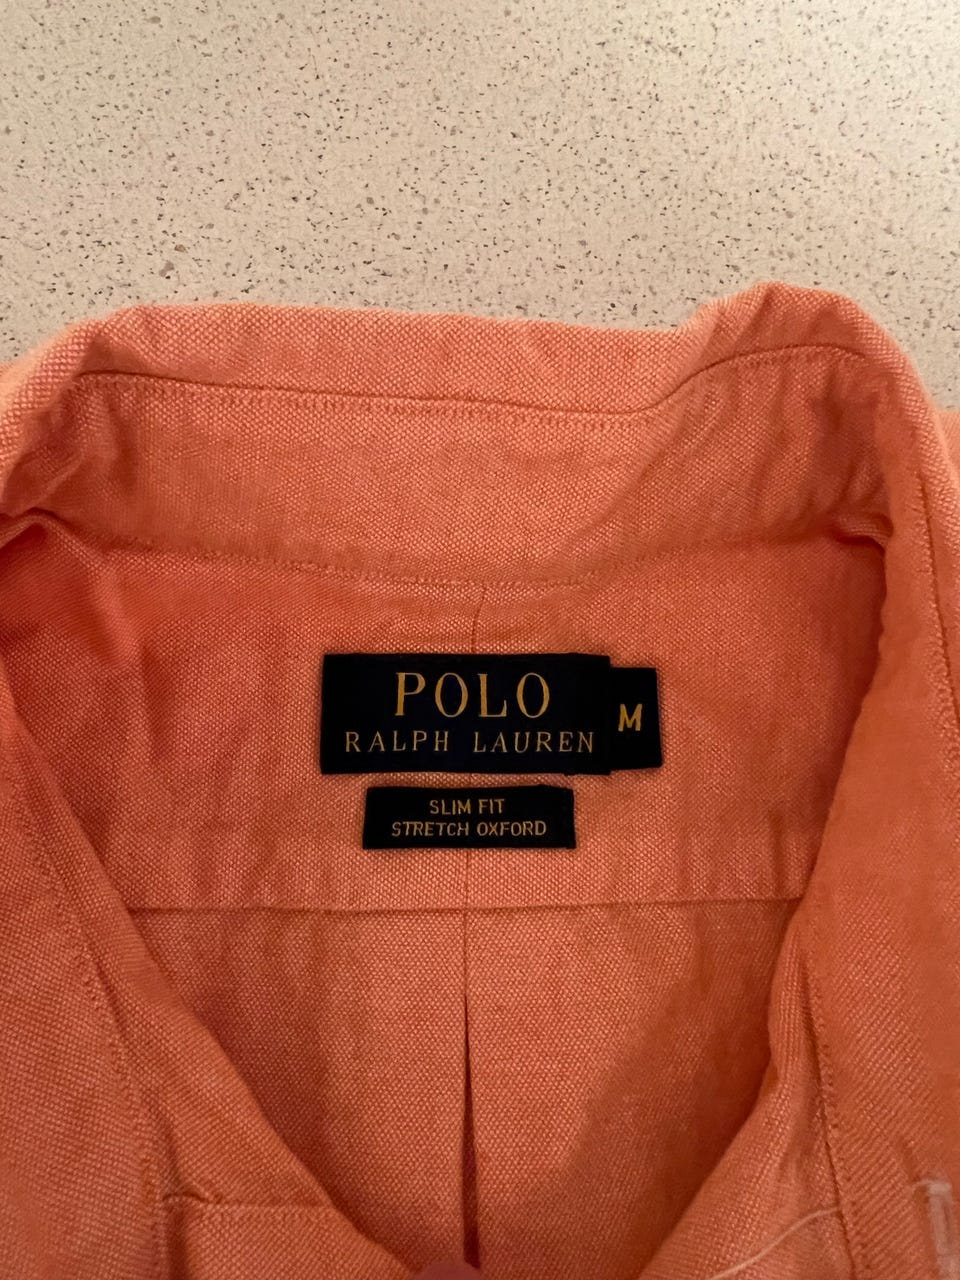 POLO
RALPH LAUREN
M
SLIM FIT
STRETCH OXFORD